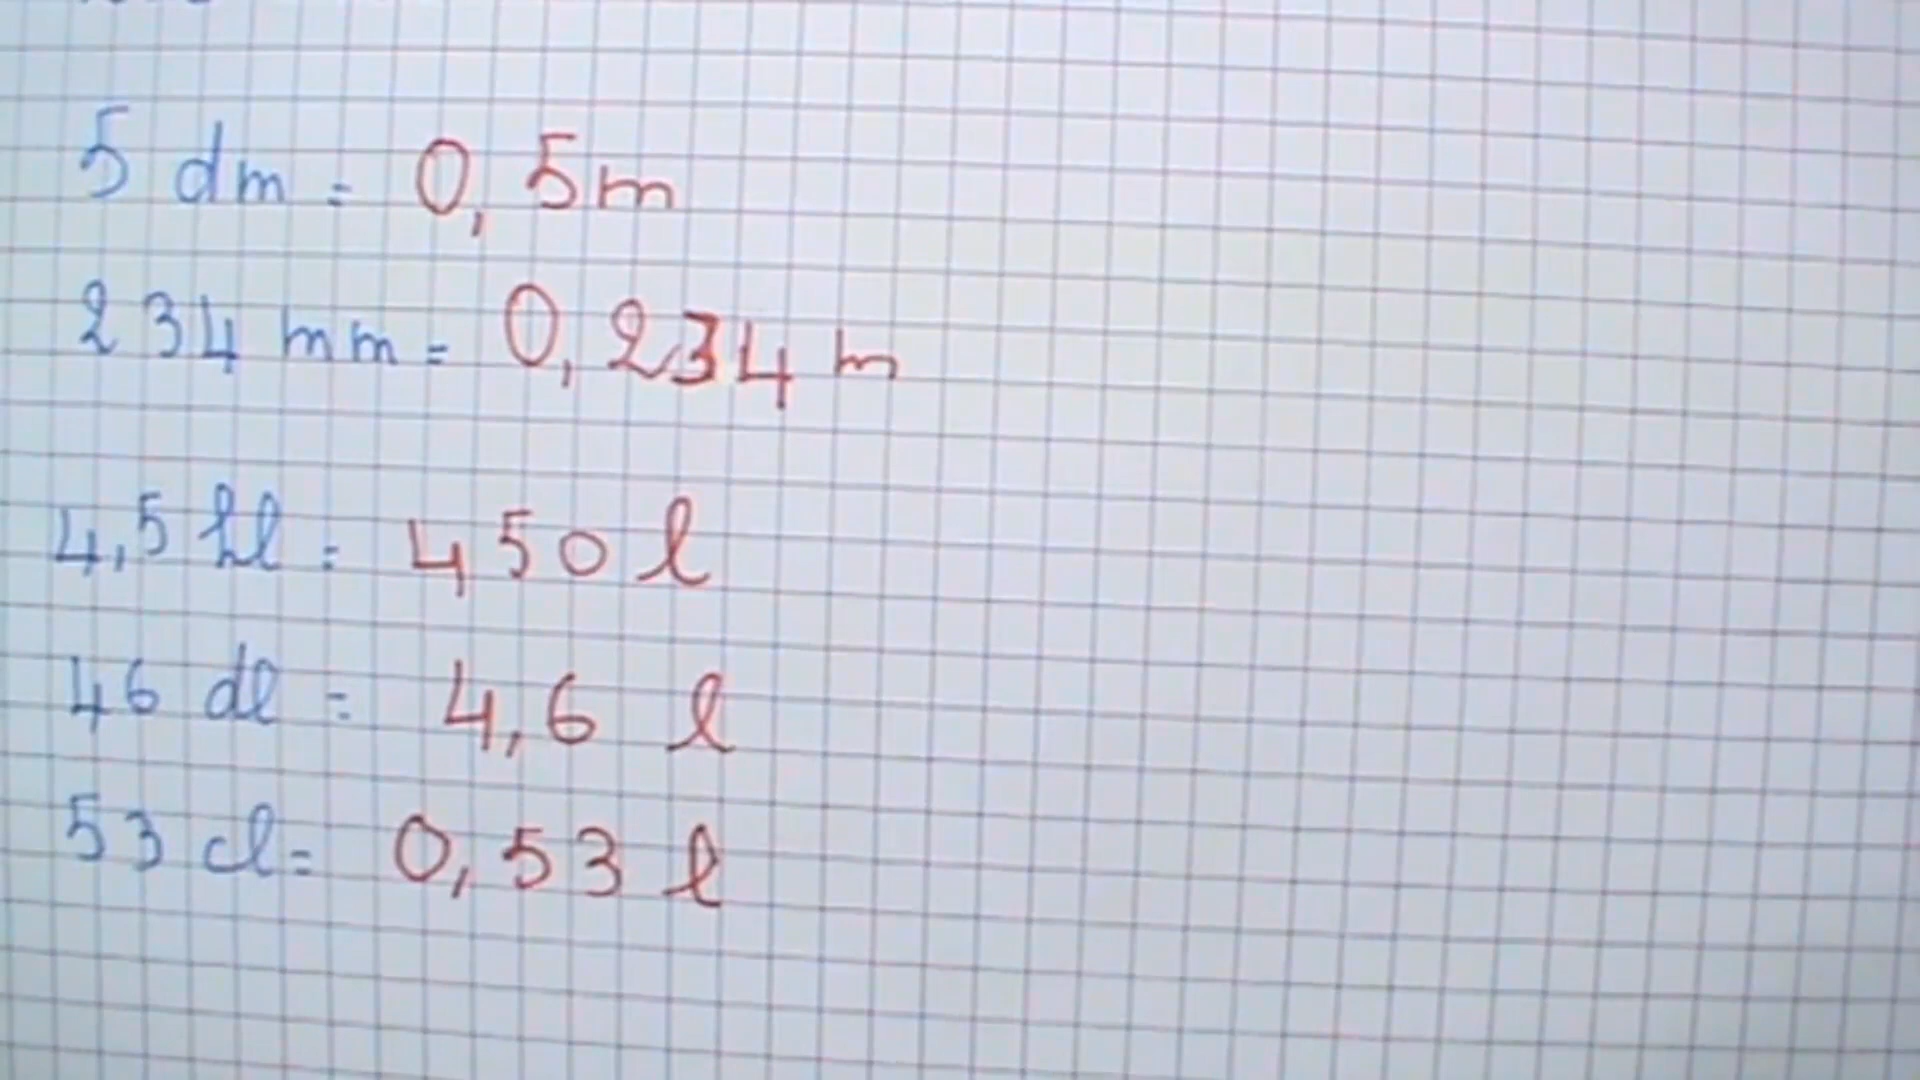 5 dm = 0,5 m
234 mm = 0,234 m
4,5 hl = 450 l
46 dl = 4,6 l
53 cl = 0,53 l